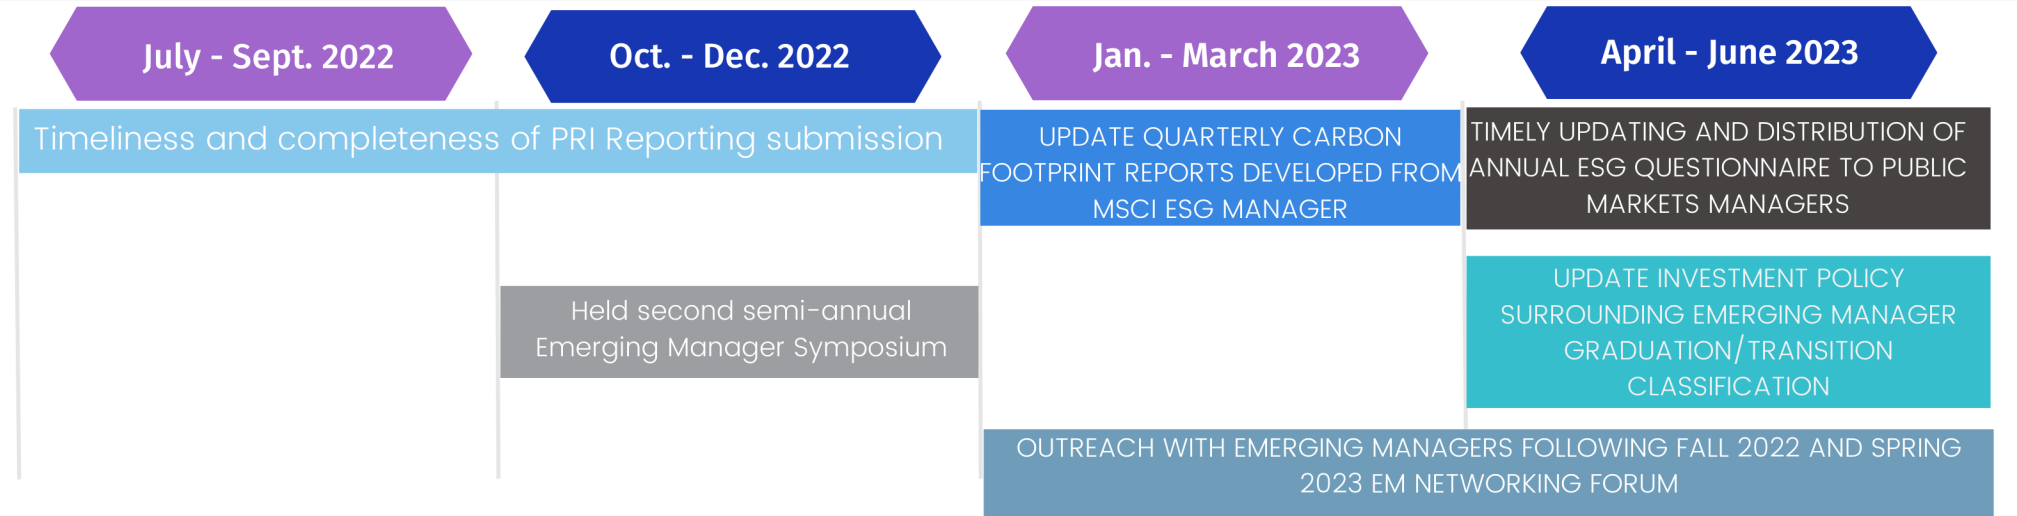 July - Sept. 2022
Oct. - Dec. 2022
Jan. - March 2023
April - June 2023
Timeliness and completeness of PRI Reporting submission
UPDATE QUARTERLY CARBON
FOOTPRINT REPORTS DEVELOPED FROM
MSCI ESG MANAGER
TIMELY UPDATING AND DISTRIBUTION OF
ANNUAL ESG QUESTIONNAIRE TO PUBLIC
MARKETS MANAGERS
Held second semi-annual
Emerging Manager Symposium
UPDATE INVESTMENT POLICY
SURROUNDING EMERGING MANAGER
GRADUATION/TRANSITION
CLASSIFICATION
OUTREACH WITH EMERGING MANAGERS FOLLOWING FALL 2022 AND SPRING
2023 EM NETWORKING FORUM